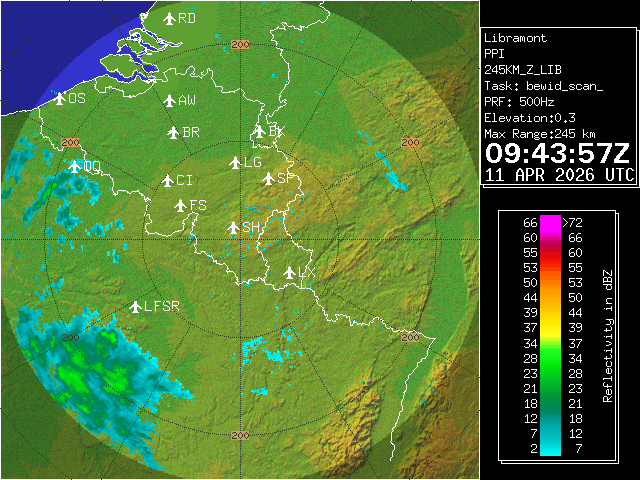 RD
200
OS
AW
BR
BK
200
200
QQ
LG
CI
SP
FS
SH
LX
LFSR
200
200
200
Libramont
PPI
245KM_Z_LIB
Task: bewid_scan_
PRF: 500Hz
Elevation:0.3
Max Range:245 km
09:43:57Z
11 APR 2026 UTC
66 >72
60 66
55 60
53 55
50 53
44 50
39 44
37 39
34 37
28 34
23 28
21 23
18 21
12 18
7 12
2 7
Reflectivity in dBZ